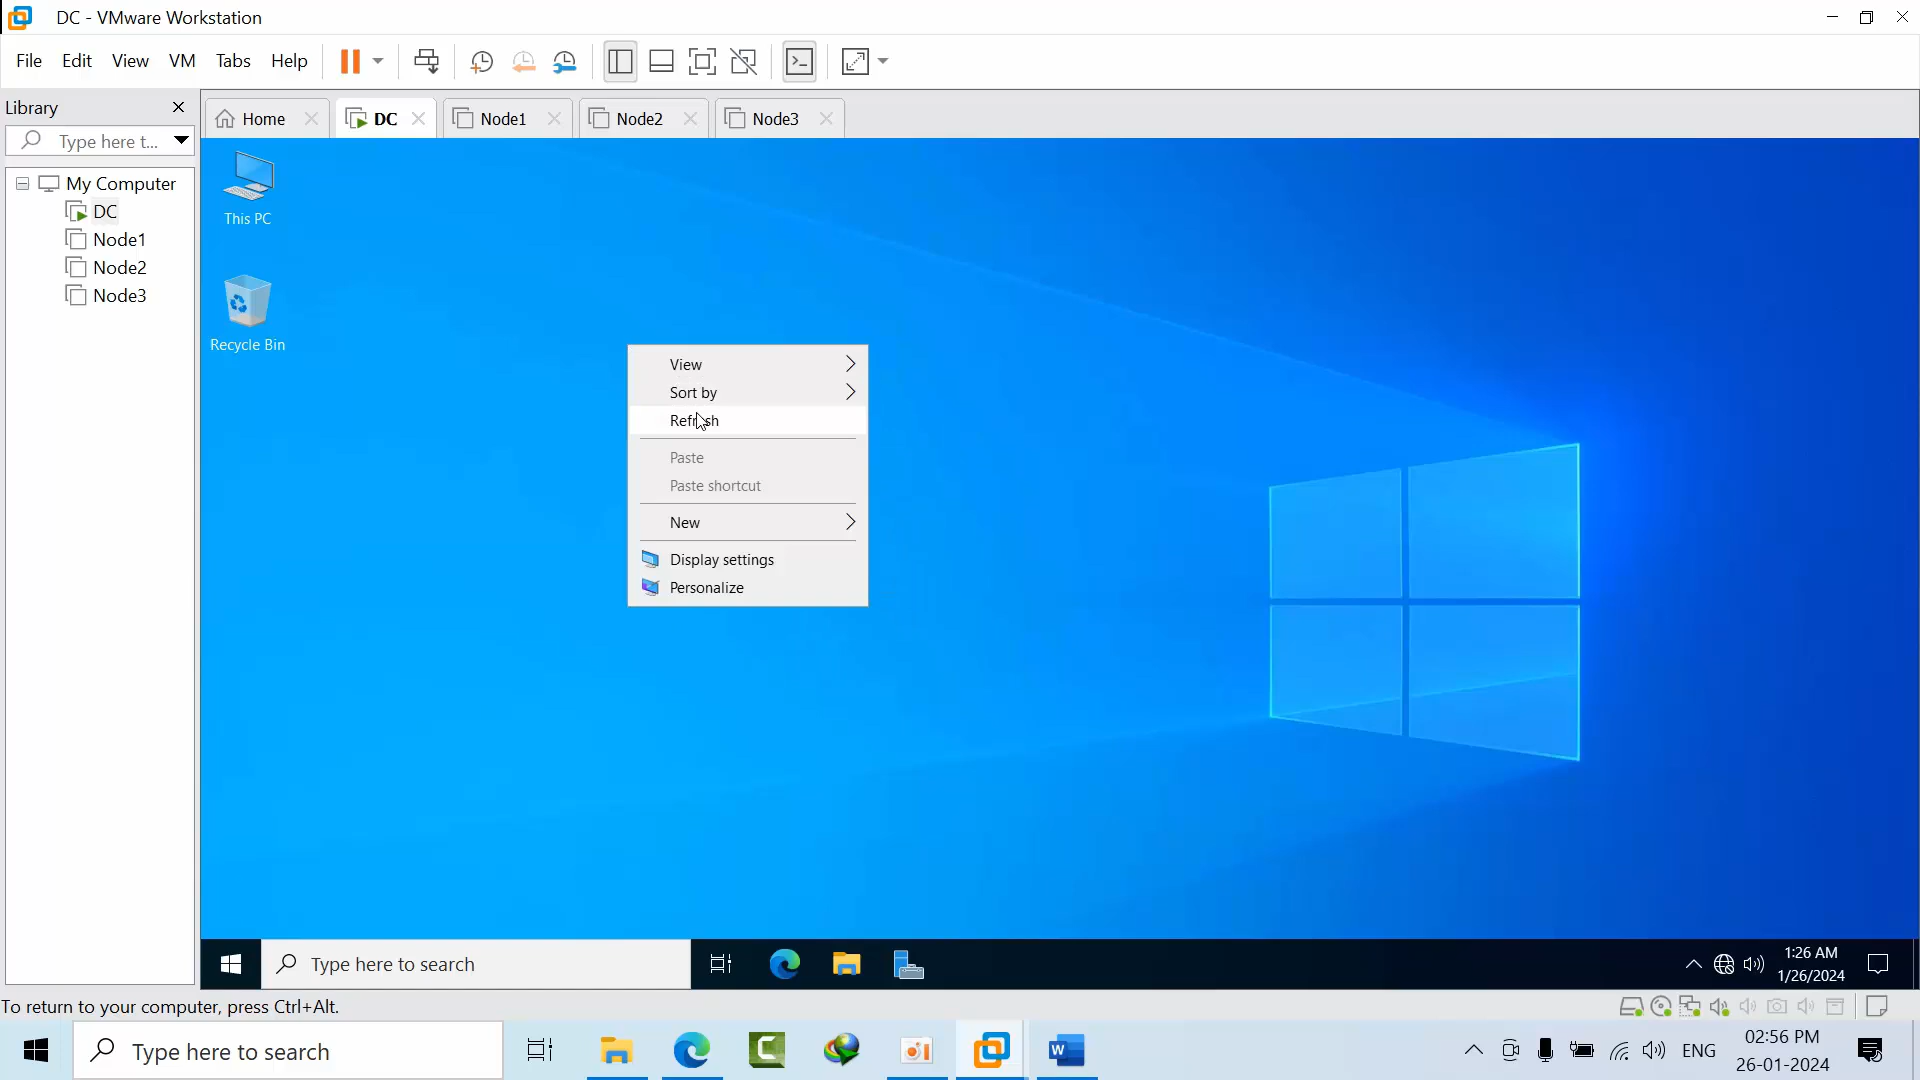 DC - VMware Workstation
File Edit View VM Tabs Help
Library
Type here t...
My Computer
DC
Node1
Node2
Node3
Home
DC
Node1
Node2
Node3
This PC
Recycle Bin
View
Sort by
Refresh
Paste
Paste shortcut
New
Display settings
Personalize
Type here to search
1:26 AM
1/26/2024
To return to your computer, press Ctrl+Alt.
Type here to search
ENG
02:56 PM
26-01-2024